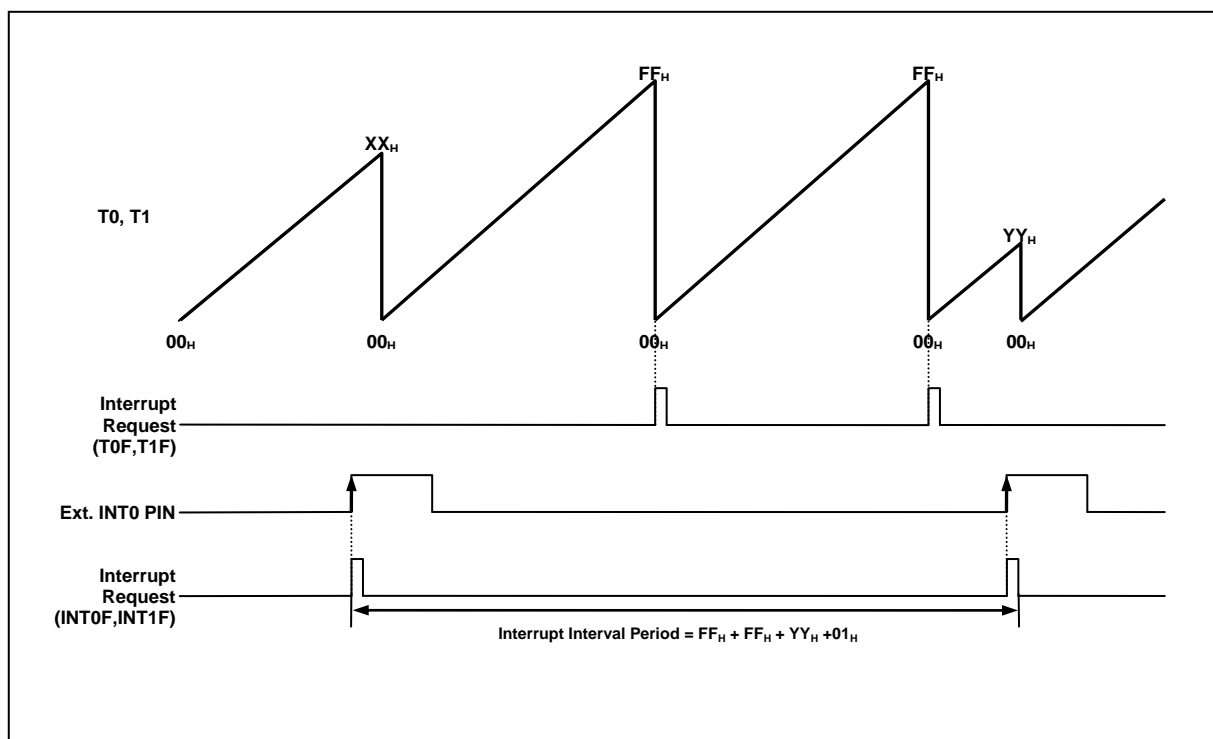 FFH FFH
XXH
T0, T1
YYH
00H 00H 00H 00H 00H
Interrupt
Request
(T0F,T1F)
Ext. INT0 PIN
Interrupt
Request
(INT0F,INT1F)
Interrupt Interval Period = FFH + FFH + YYH +01H